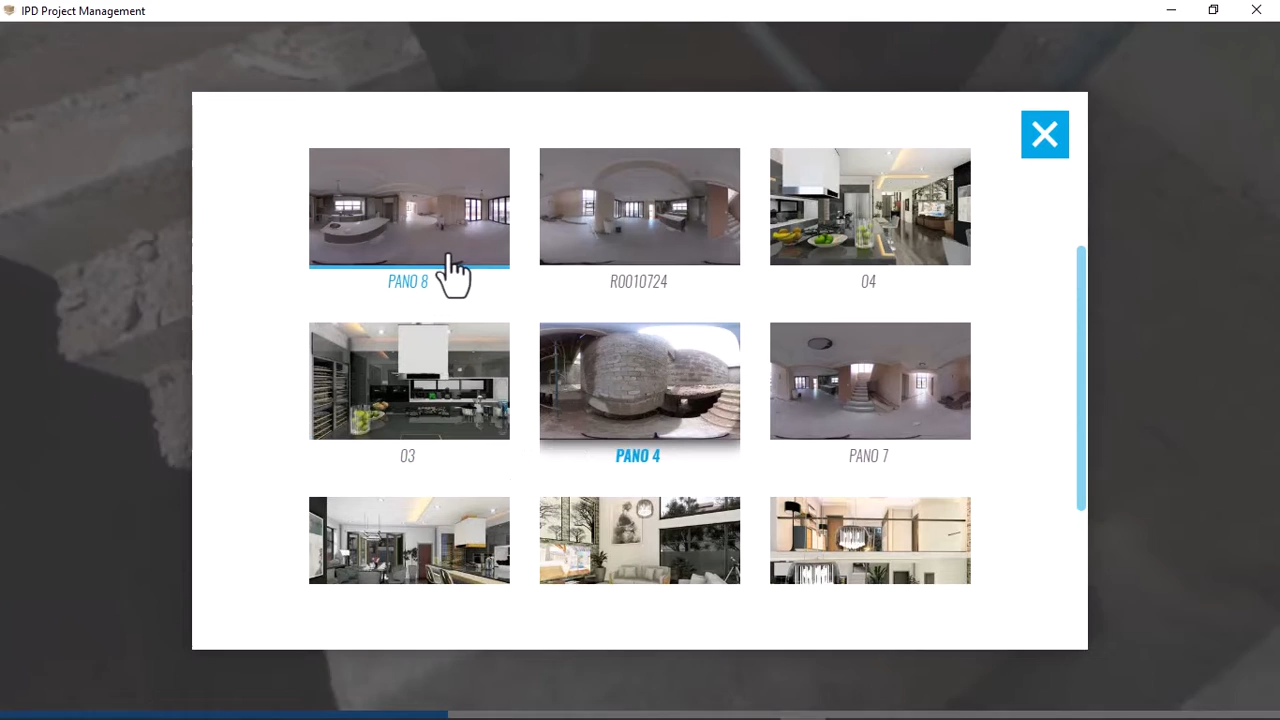 IPD Project Management
PANO 8
R0010724
04
03
PANO 4
PANO 7